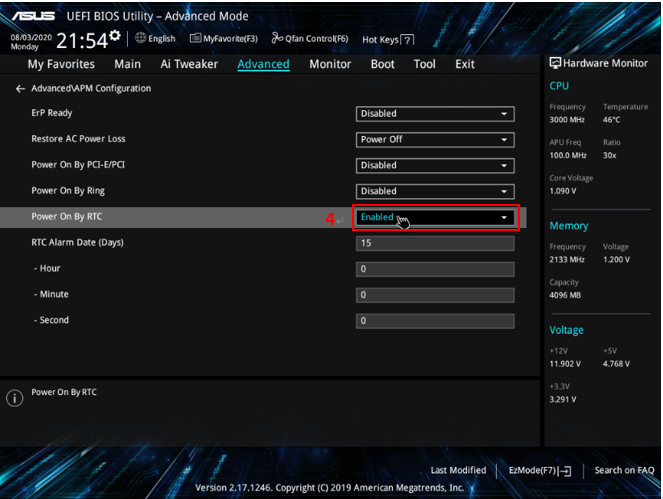 ASUS UEFI BIOS Utility – Advanced Mode
08/03/2020 Monday 21:54 English MyFavorite(F3) Qfan Control(F6) Hot Keys ?
My Favorites Main Ai Tweaker Advanced Monitor Boot Tool Exit
← Advanced\APM Configuration
ErP Ready Disabled
Restore AC Power Loss Power Off
Power On By PCI-E/PCI Disabled
Power On By Ring Disabled
Power On By RTC 4 Enabled
RTC Alarm Date (Days) 15
- Hour 0
- Minute 0
- Second 0
Power On By RTC
Hardware Monitor
CPU
Frequency Temperature
3000 MHz 46°C
APU Freq Ratio
100.0 MHz 30x
Core Voltage
1.090 V
Memory
Frequency Voltage
2133 MHz 1.200 V
Capacity
4096 MB
Voltage
+12V +5V
11.902 V 4.768 V
+3.3V
3.291 V
Last Modified EzMode(F7) Search on FAQ
Version 2.17.1246. Copyright (C) 2019 American Megatrends, Inc.